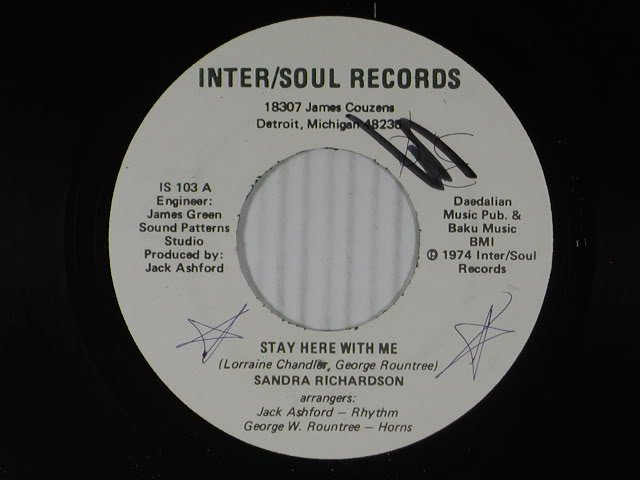 INTER/SOUL RECORDS
18307 James Couzens
Detroit, Michigan 48235
IS 103 A
Engineer:
James Green
Sound Patterns
Studio
Produced by:
Jack Ashford
Daedalian
Music Pub. &
Baku Music
BMI
℗ 1974 Inter/Soul
Records
STAY HERE WITH ME
(Lorraine Chandler, George Rountree)
SANDRA RICHARDSON
arrangers:
Jack Ashford — Rhythm
George W. Rountree — Horns